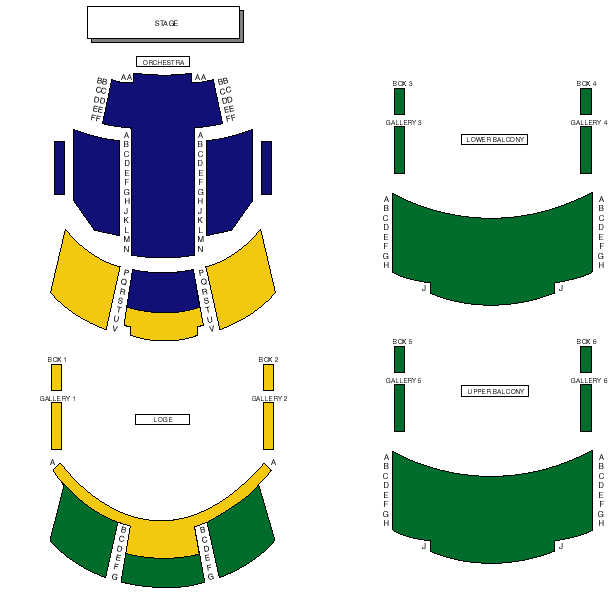 STAGE
ORCHESTRA
AA AA
BB BB
CC CC
DD DD
EE EE
FF FF
A A
B B
C C
D D
E E
F F
G G
H H
J J
K K
L L
M M
N N
P P
Q Q
R R
S S
T T
U U
V V
BOX 1 BOX 2
GALLERY 1 GALLERY 2
LOGE
A A
B B
C C
D D
E E
F F
G G
BOX 3 BOX 4
GALLERY 3 GALLERY 4
LOWER BALCONY
A A
B B
C C
D D
E E
F F
G G
H H
J J
BOX 5 BOX 6
GALLERY 5 GALLERY 6
UPPER BALCONY
A A
B B
C C
D D
E E
F F
G G
H H
J J